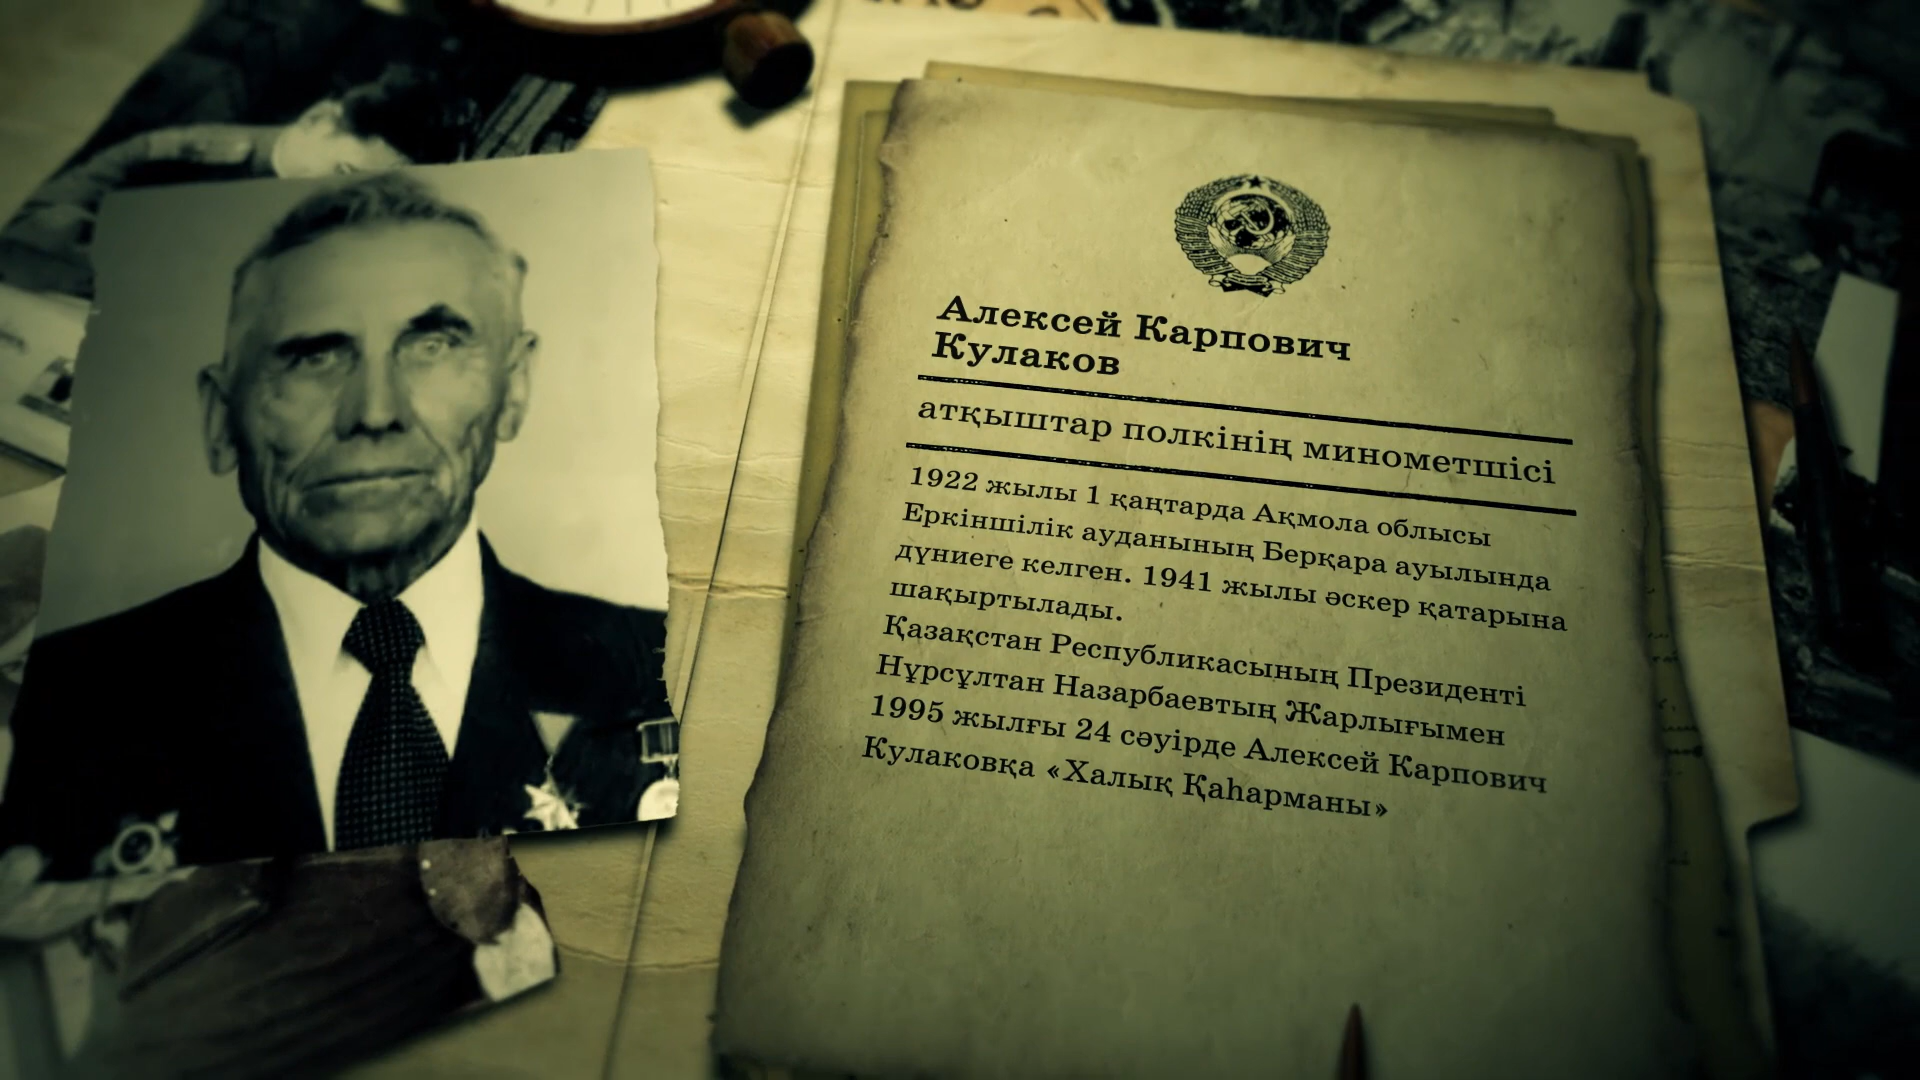 Алексей Карпович
Кулаков
атқыштар полкінің минометшісі
1922 жылы 1 қаңтарда Ақмола облысы
Еркіншілік ауданының Берқара ауылында
дүниеге келген. 1941 жылы әскер қатарына
шақыртылады.
Қазақстан Республикасының Президенті
Нұрсұлтан Назарбаевтың Жарлығымен
1995 жылғы 24 сәуірде Алексей Карпович
Кулаковқа «Халық Қаһарманы»